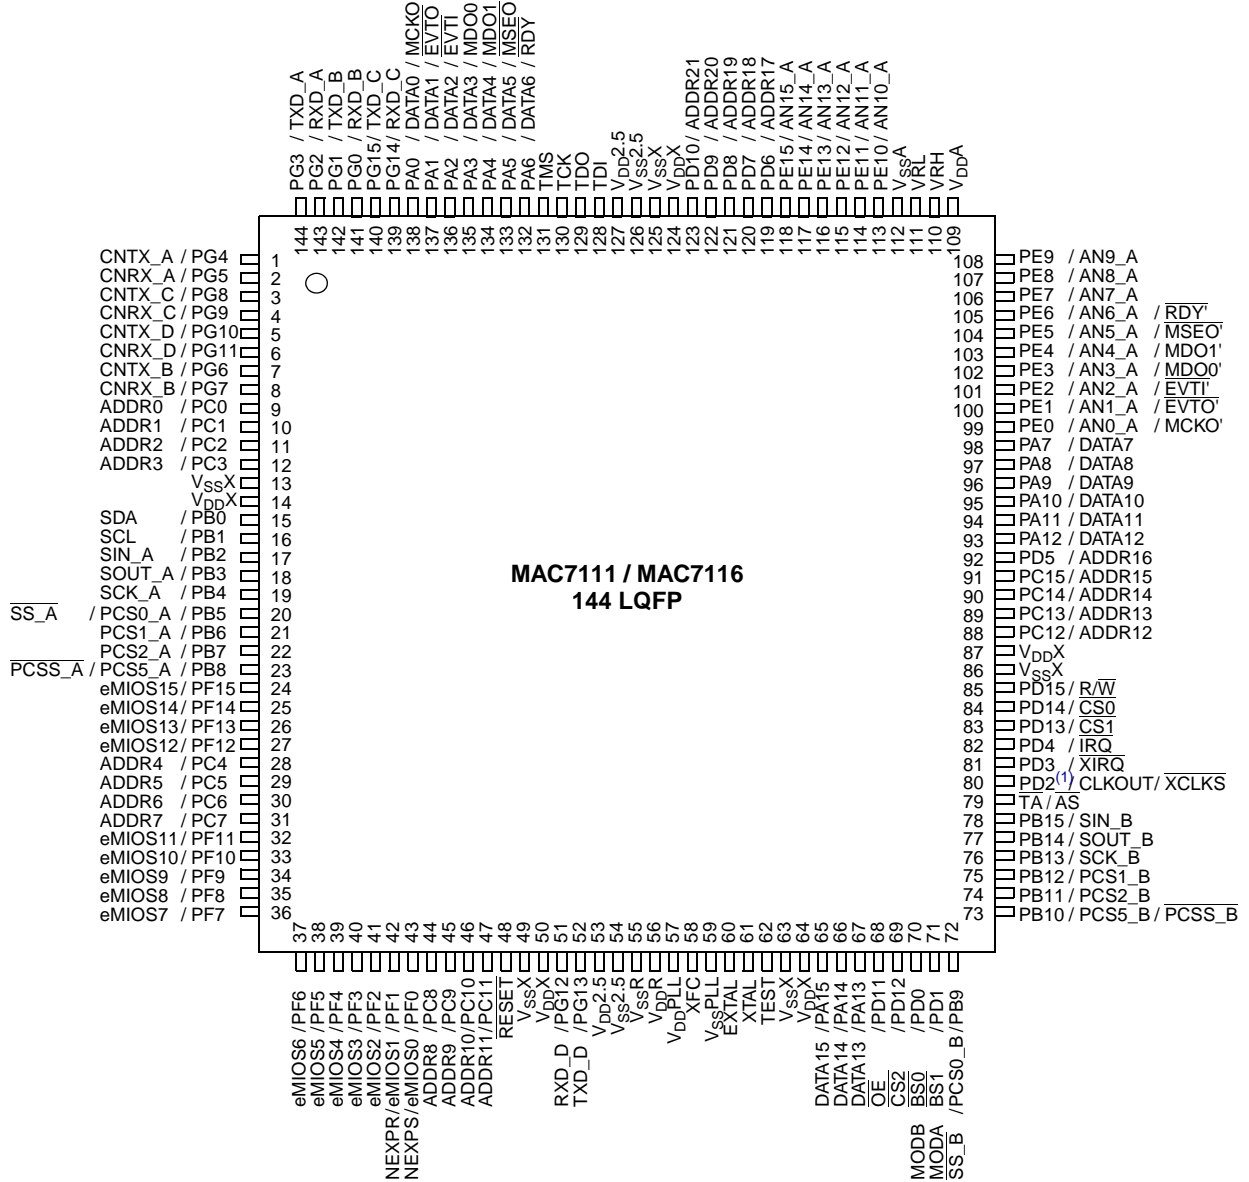 PG3 / TXD_A
PG2 / RXD_A
PG1 / TXD_B
PG0 / RXD_B
PG15/ TXD_C
PG14/ RXD_C
PA0 / DATA0 / MCKO
PA1 / DATA1 / EVTO
PA2 / DATA2 / EVTI
PA3 / DATA3 / MDO0
PA4 / DATA4 / MDO1
PA5 / DATA5 / MSEO
PA6 / DATA6 / RDY
TMS
TCK
TDO
TDI
VDD2.5
VSS2.5
VSSX
VDDX
PD10 / ADDR21
PD9 / ADDR20
PD8 / ADDR19
PD7 / ADDR18
PD6 / ADDR17
PE15/ AN15_A
PE14/ AN14_A
PE13/ AN13_A
PE12/ AN12_A
PE11/ AN11_A
PE10/ AN10_A
VSSA
VRL
VRH
VDDA
144
143
142
141
140
139
138
137
136
135
134
133
132
131
130
129
128
127
126
125
124
123
122
121
120
119
118
117
116
115
114
113
112
111
110
109
CNTX_A / PG4 1
CNRX_A / PG5 2
CNTX_C / PG8 3
CNRX_C / PG9 4
CNTX_D / PG10 5
CNRX_D / PG11 6
CNTX_B / PG6 7
CNRX_B / PG7 8
ADDR0 / PC0 9
ADDR1 / PC1 10
ADDR2 / PC2 11
ADDR3 / PC3 12
VSSX 13
VDDX 14
SDA / PB0 15
SCL / PB1 16
SIN_A / PB2 17
SOUT_A / PB3 18
SCK_A / PB4 19
SS_A / PCS0_A / PB5 20
PCS1_A / PB6 21
PCS2_A / PB7 22
PCSS_A / PCS5_A / PB8 23
eMIOS15 / PF15 24
eMIOS14 / PF14 25
eMIOS13 / PF13 26
eMIOS12 / PF12 27
ADDR4 / PC4 28
ADDR5 / PC5 29
ADDR6 / PC6 30
ADDR7 / PC7 31
eMIOS11 / PF11 32
eMIOS10 / PF10 33
eMIOS9 / PF9 34
eMIOS8 / PF8 35
eMIOS7 / PF7 36
MAC7111 / MAC7116
144 LQFP
108 PE9 / AN9_A
107 PE8 / AN8_A
106 PE7 / AN7_A
105 PE6 / AN6_A / RDY'
104 PE5 / AN5_A / MSEO'
103 PE4 / AN4_A / MDO1'
102 PE3 / AN3_A / MDO0'
101 PE2 / AN2_A / EVTI'
100 PE1 / AN1_A / EVTO'
99 PE0 / AN0_A / MCKO'
98 PA7 / DATA7
97 PA8 / DATA8
96 PA9 / DATA9
95 PA10 / DATA10
94 PA11 / DATA11
93 PA12 / DATA12
92 PD5 / ADDR16
91 PC15 / ADDR15
90 PC14 / ADDR14
89 PC13 / ADDR13
88 PC12 / ADDR12
87 VDDX
86 VSSX
85 PD15 / R/W
84 PD14 / CS0
83 PD13 / CS1
82 PD4 / IRQ
81 PD3 / XIRQ
80 PD2(1)/ CLKOUT/ XCLKS
79 TA / AS
78 PB15 / SIN_B
77 PB14 / SOUT_B
76 PB13 / SCK_B
75 PB12 / PCS1_B
74 PB11 / PCS2_B
73 PB10 / PCS5_B / PCSS_B
37
38
39
40
41
42
43
44
45
46
47
48
49
50
51
52
53
54
55
56
57
58
59
60
61
62
63
64
65
66
67
68
69
70
71
72
eMIOS6 /PF6
eMIOS5 /PF5
eMIOS4 /PF4
eMIOS3 /PF3
eMIOS2 /PF2
NEXPR / eMIOS1 /PF1
NEXPS / eMIOS0 /PF0
ADDR8 /PC8
ADDR9 /PC9
ADDR10/PC10
ADDR11/PC11
RESET
VSSX
VDDX
RXD_D /PG12
TXD_D /PG13
VDD2.5
VSS2.5
VSSR
VDDR
VDDPLL
XFC
VSSPLL
EXTAL
XTAL
TEST
VSSX
VDDX
DATA15 /PA15
DATA14 /PA14
DATA13 /PA13
OE /PD11
CS2 /PD12
MODB BS0 /PD0
MODA BS1 /PD1
SS_B /PCS0_B /PB9